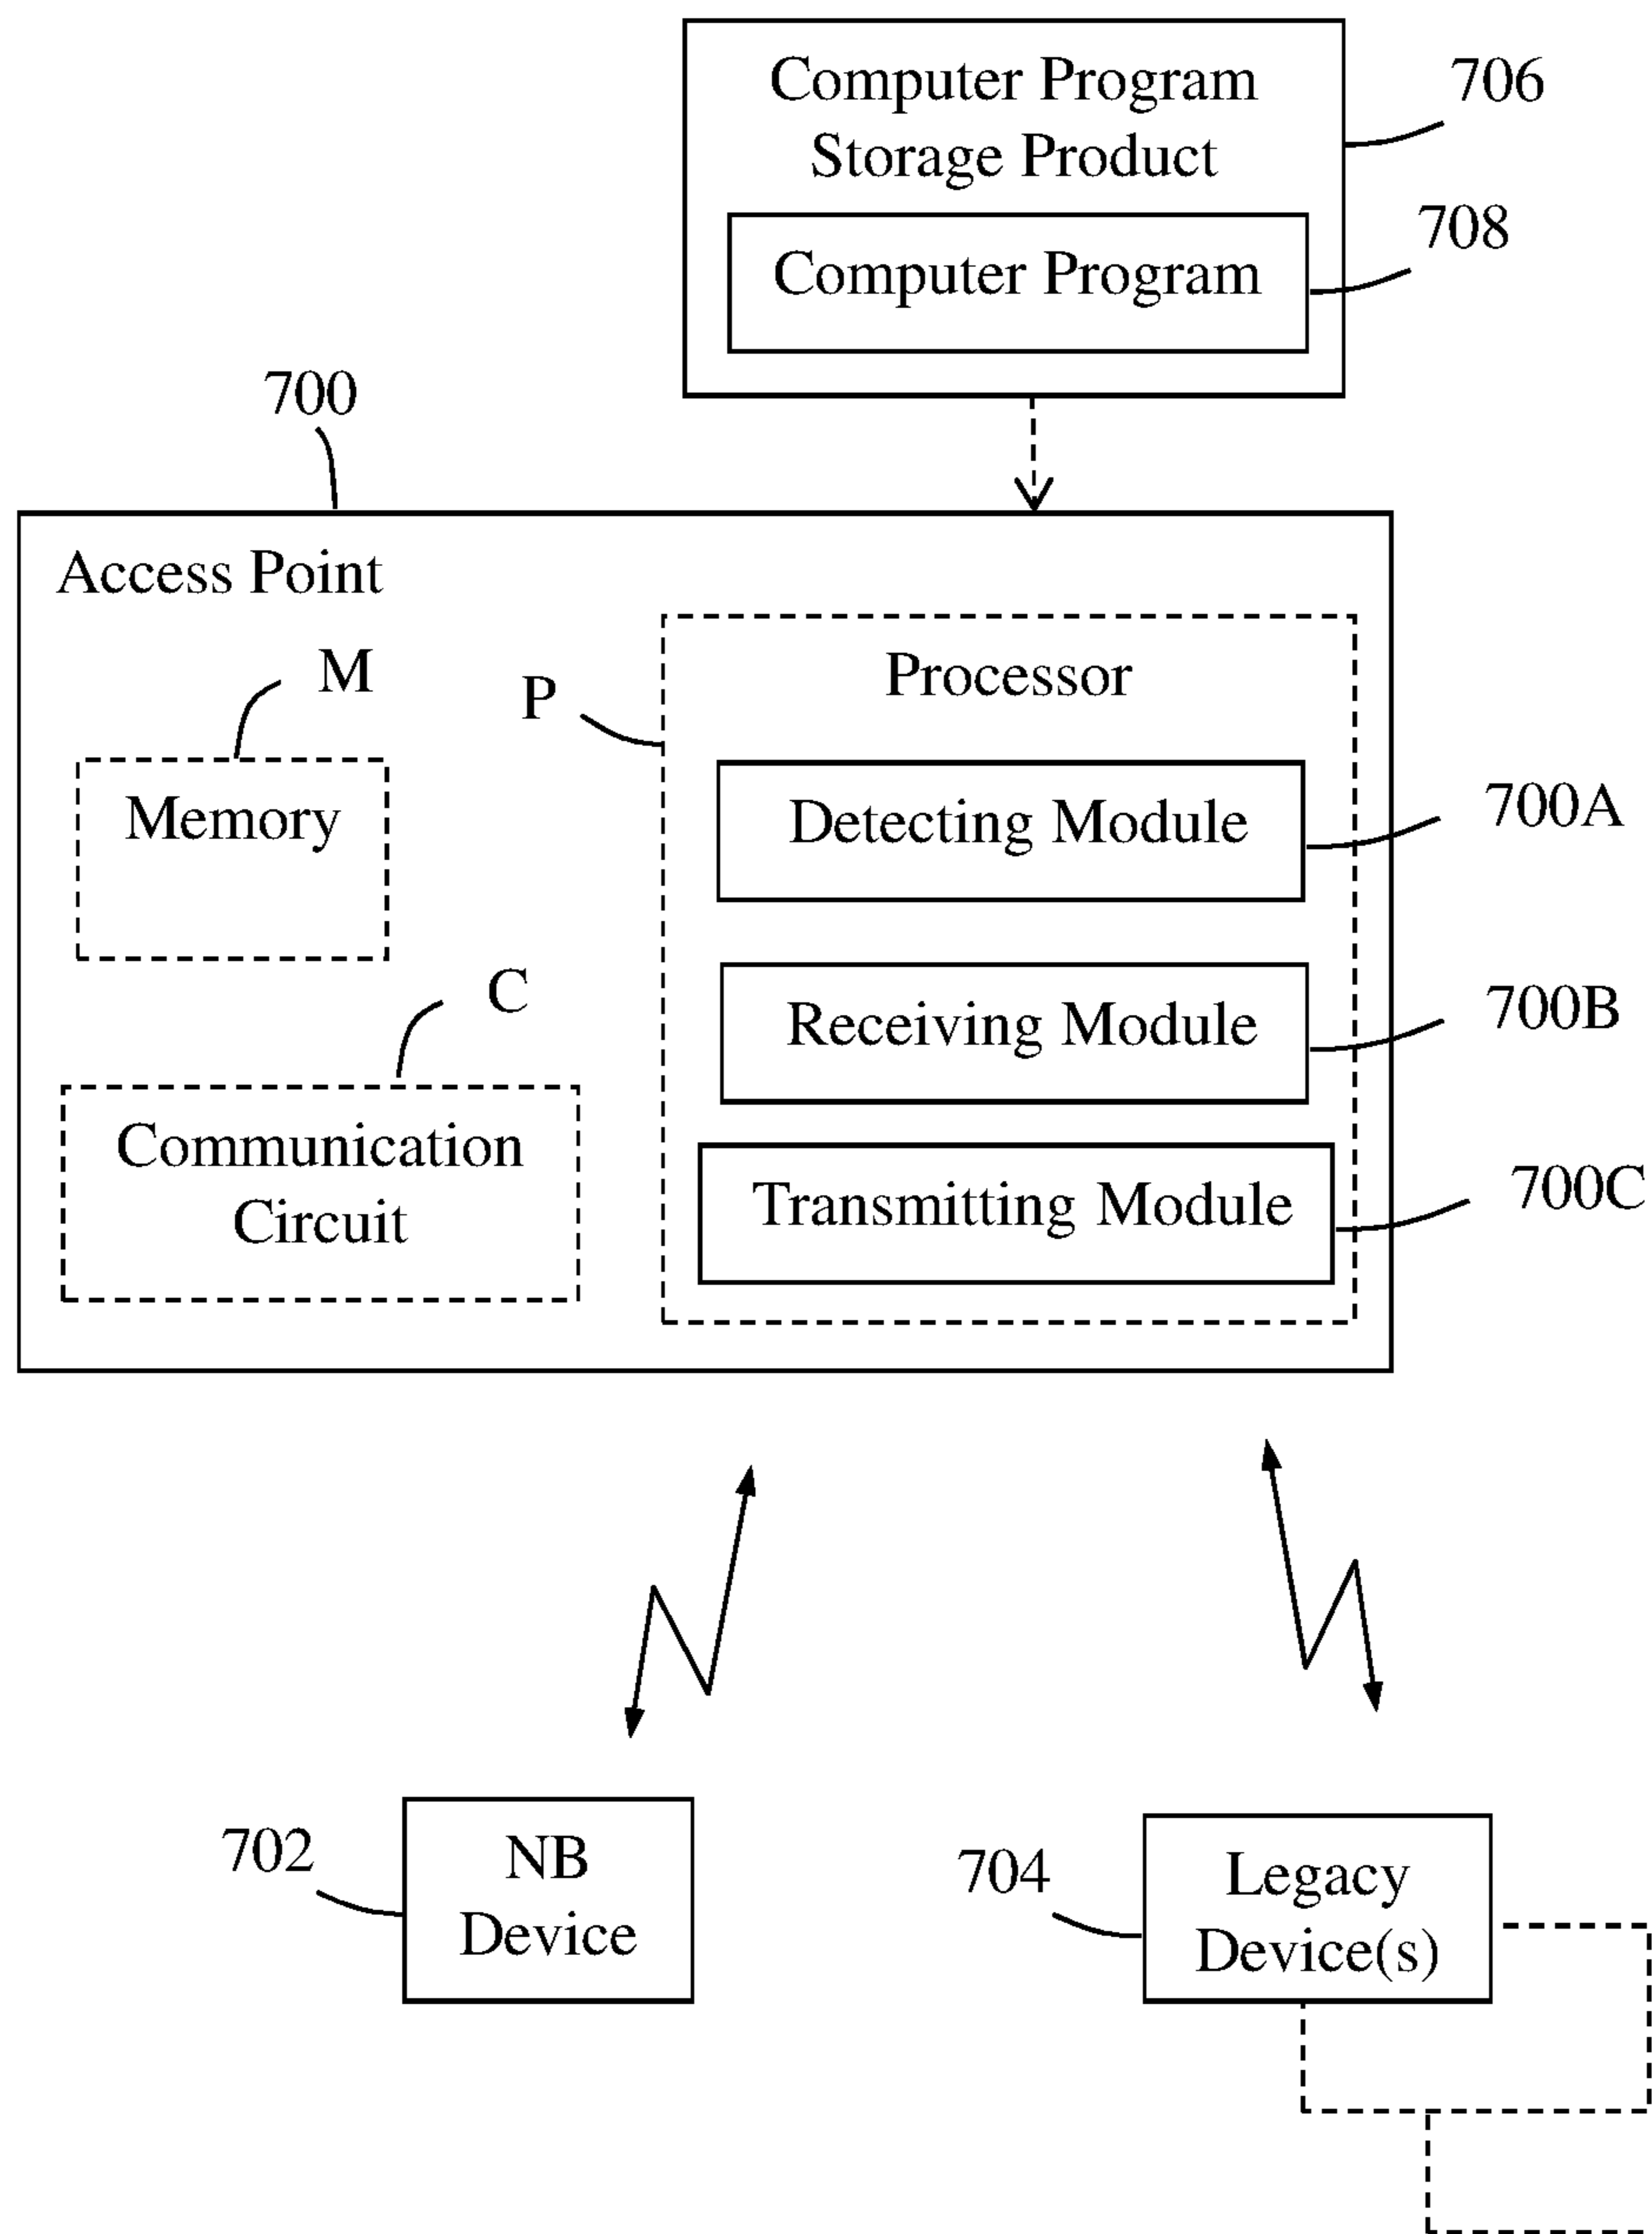 Computer Program
Storage Product
706
Computer Program
708
700
Access Point
M
P
Processor
Memory
Detecting Module
700A
C
Receiving Module
700B
Communication
Circuit
Transmitting Module
700C
702
NB
Device
704
Legacy
Device(s)